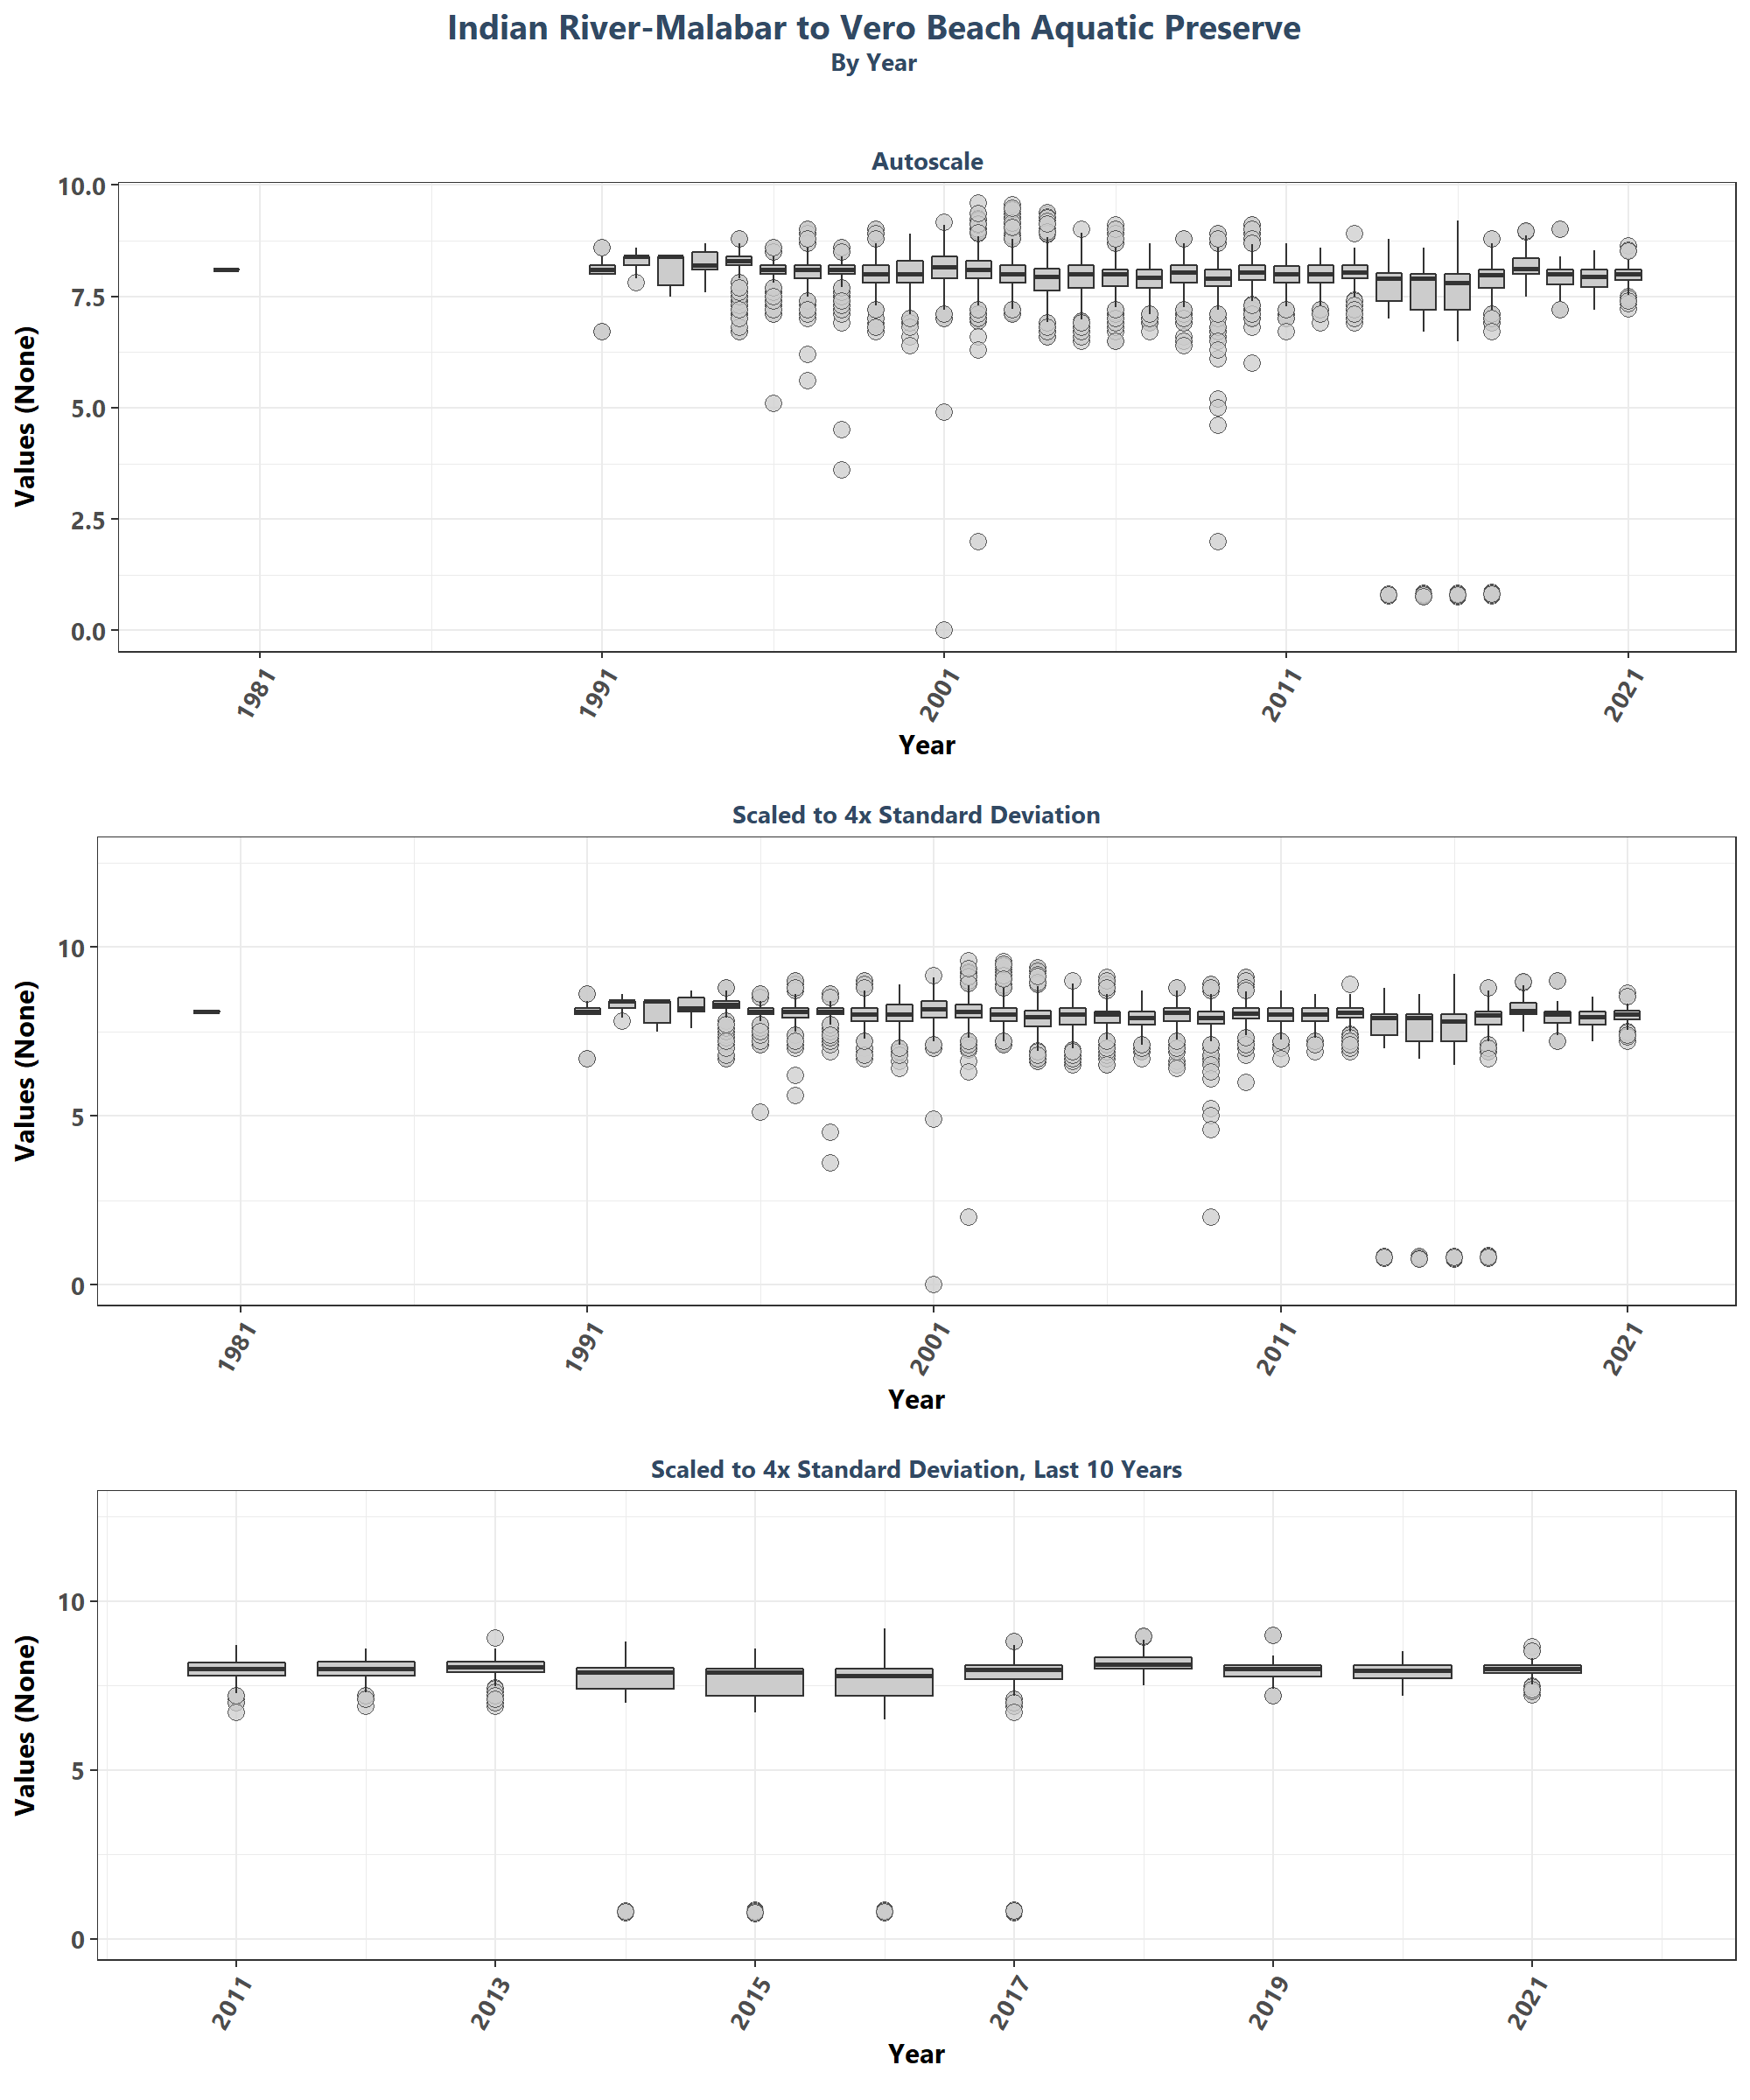 Indian River-Malabar to Vero Beach Aquatic Preserve
By Year
Autoscale
Values (None)
10.0
7.5
5.0
2.5
0.0
1981
1991
2001
2011
2021
Year
Scaled to 4x Standard Deviation
Values (None)
10
5
0
1981
1991
2001
2011
2021
Year
Scaled to 4x Standard Deviation, Last 10 Years
Values (None)
10
5
0
2011
2013
2015
2017
2019
2021
Year